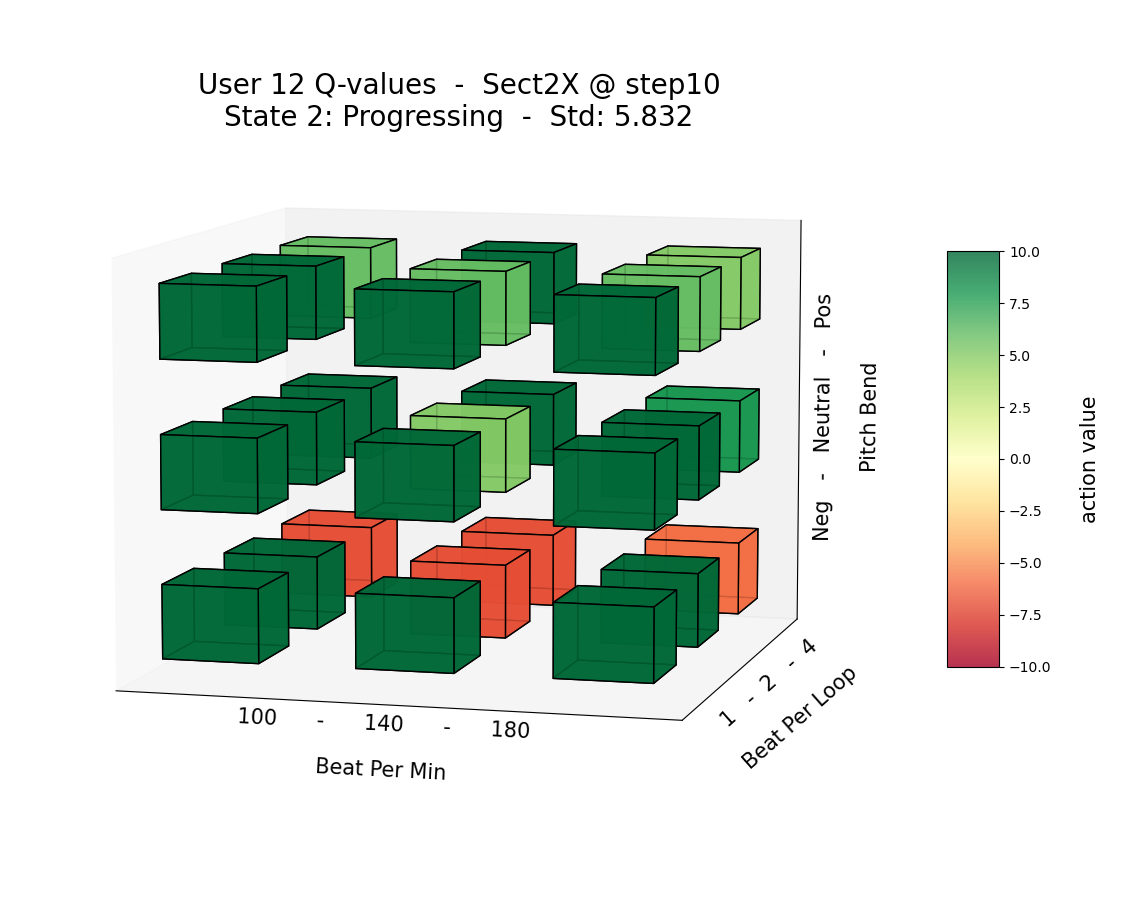 User 12 Q-values - Sect2X @ step10
State 2: Progressing - Std: 5.832
Neg - Neutral - Pos
Pitch Bend
1 - 2 - 4
Beat Per Loop
100 - 140 - 180
Beat Per Min
10.0
7.5
5.0
2.5
0.0
−2.5
−5.0
−7.5
−10.0
action value